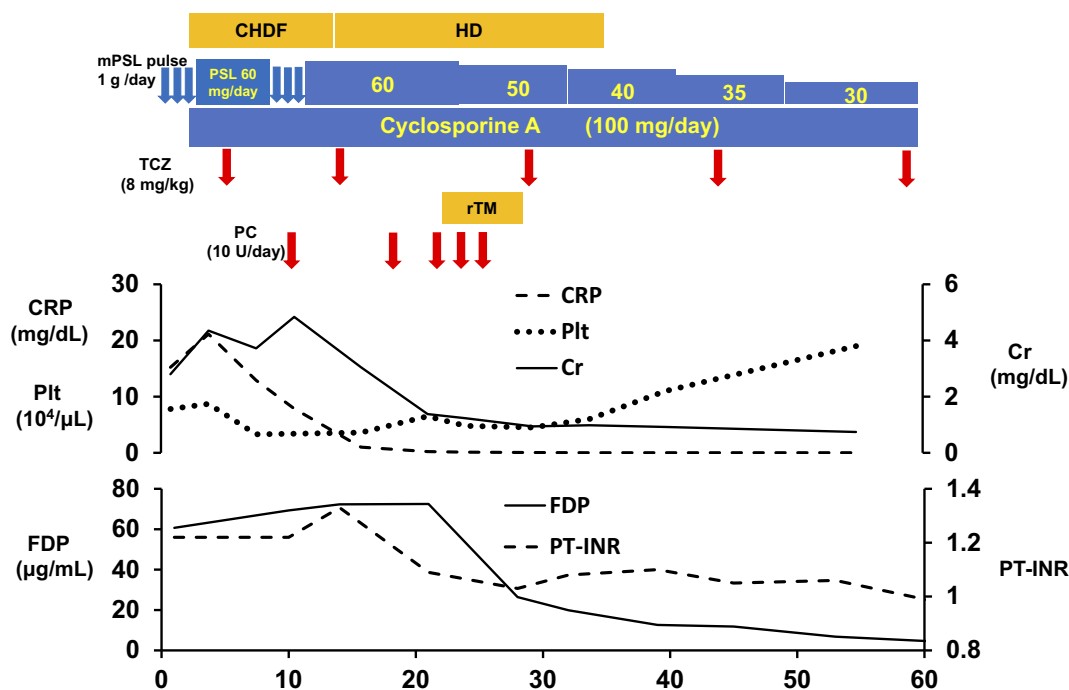 CHDF
HD
mPSL pulse
1 g /day
PSL 60
mg/day
60
50
40
35
30
Cyclosporine A (100 mg/day)
TCZ
(8 mg/kg)
rTM
PC
(10 U/day)
30
20
10
0
CRP
(mg/dL)
Plt
(10⁴/µL)
CRP
Plt
Cr
6
4
2
0
Cr
(mg/dL)
80
60
40
20
0
FDP
(µg/mL)
FDP
PT-INR
1.4
1.2
1
0.8
PT-INR
0 10 20 30 40 50 60